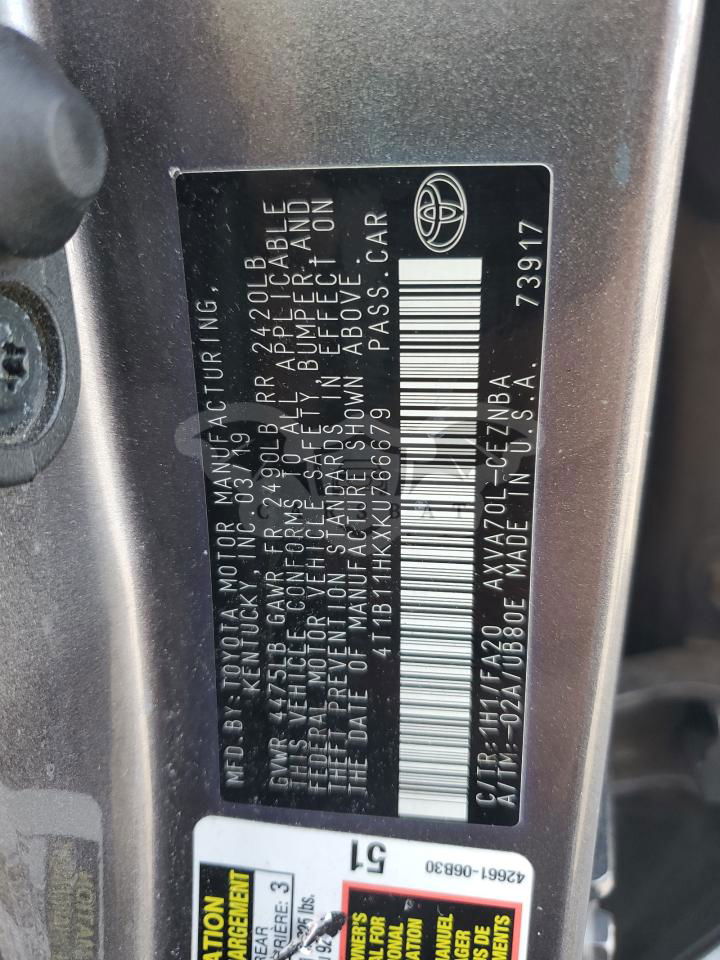 MFD.BY:TOYOTA MOTOR MANUFACTURING,
KENTUCKY, INC 03/19
GVWR 4475LB GAWR FR 2490LB RR 2420LB
THIS VEHICLE CONFORMS TO ALL APPLICABLE
FEDERAL MOTOR VEHICLE SAFETY, BUMPER, AND
THEFT PREVENTION STANDARDS IN EFFECT ON
THE DATE OF MANUFACTURE SHOWN ABOVE.
4T1B11HKXKU766679 PASS.CAR
C/TR:1H1/FA20 AXVA70L-CEZNBA
A/TM:-02A/UB80E MADE IN U.S.A. 73917
51
42661-06B30
REAR
3
MANUEL